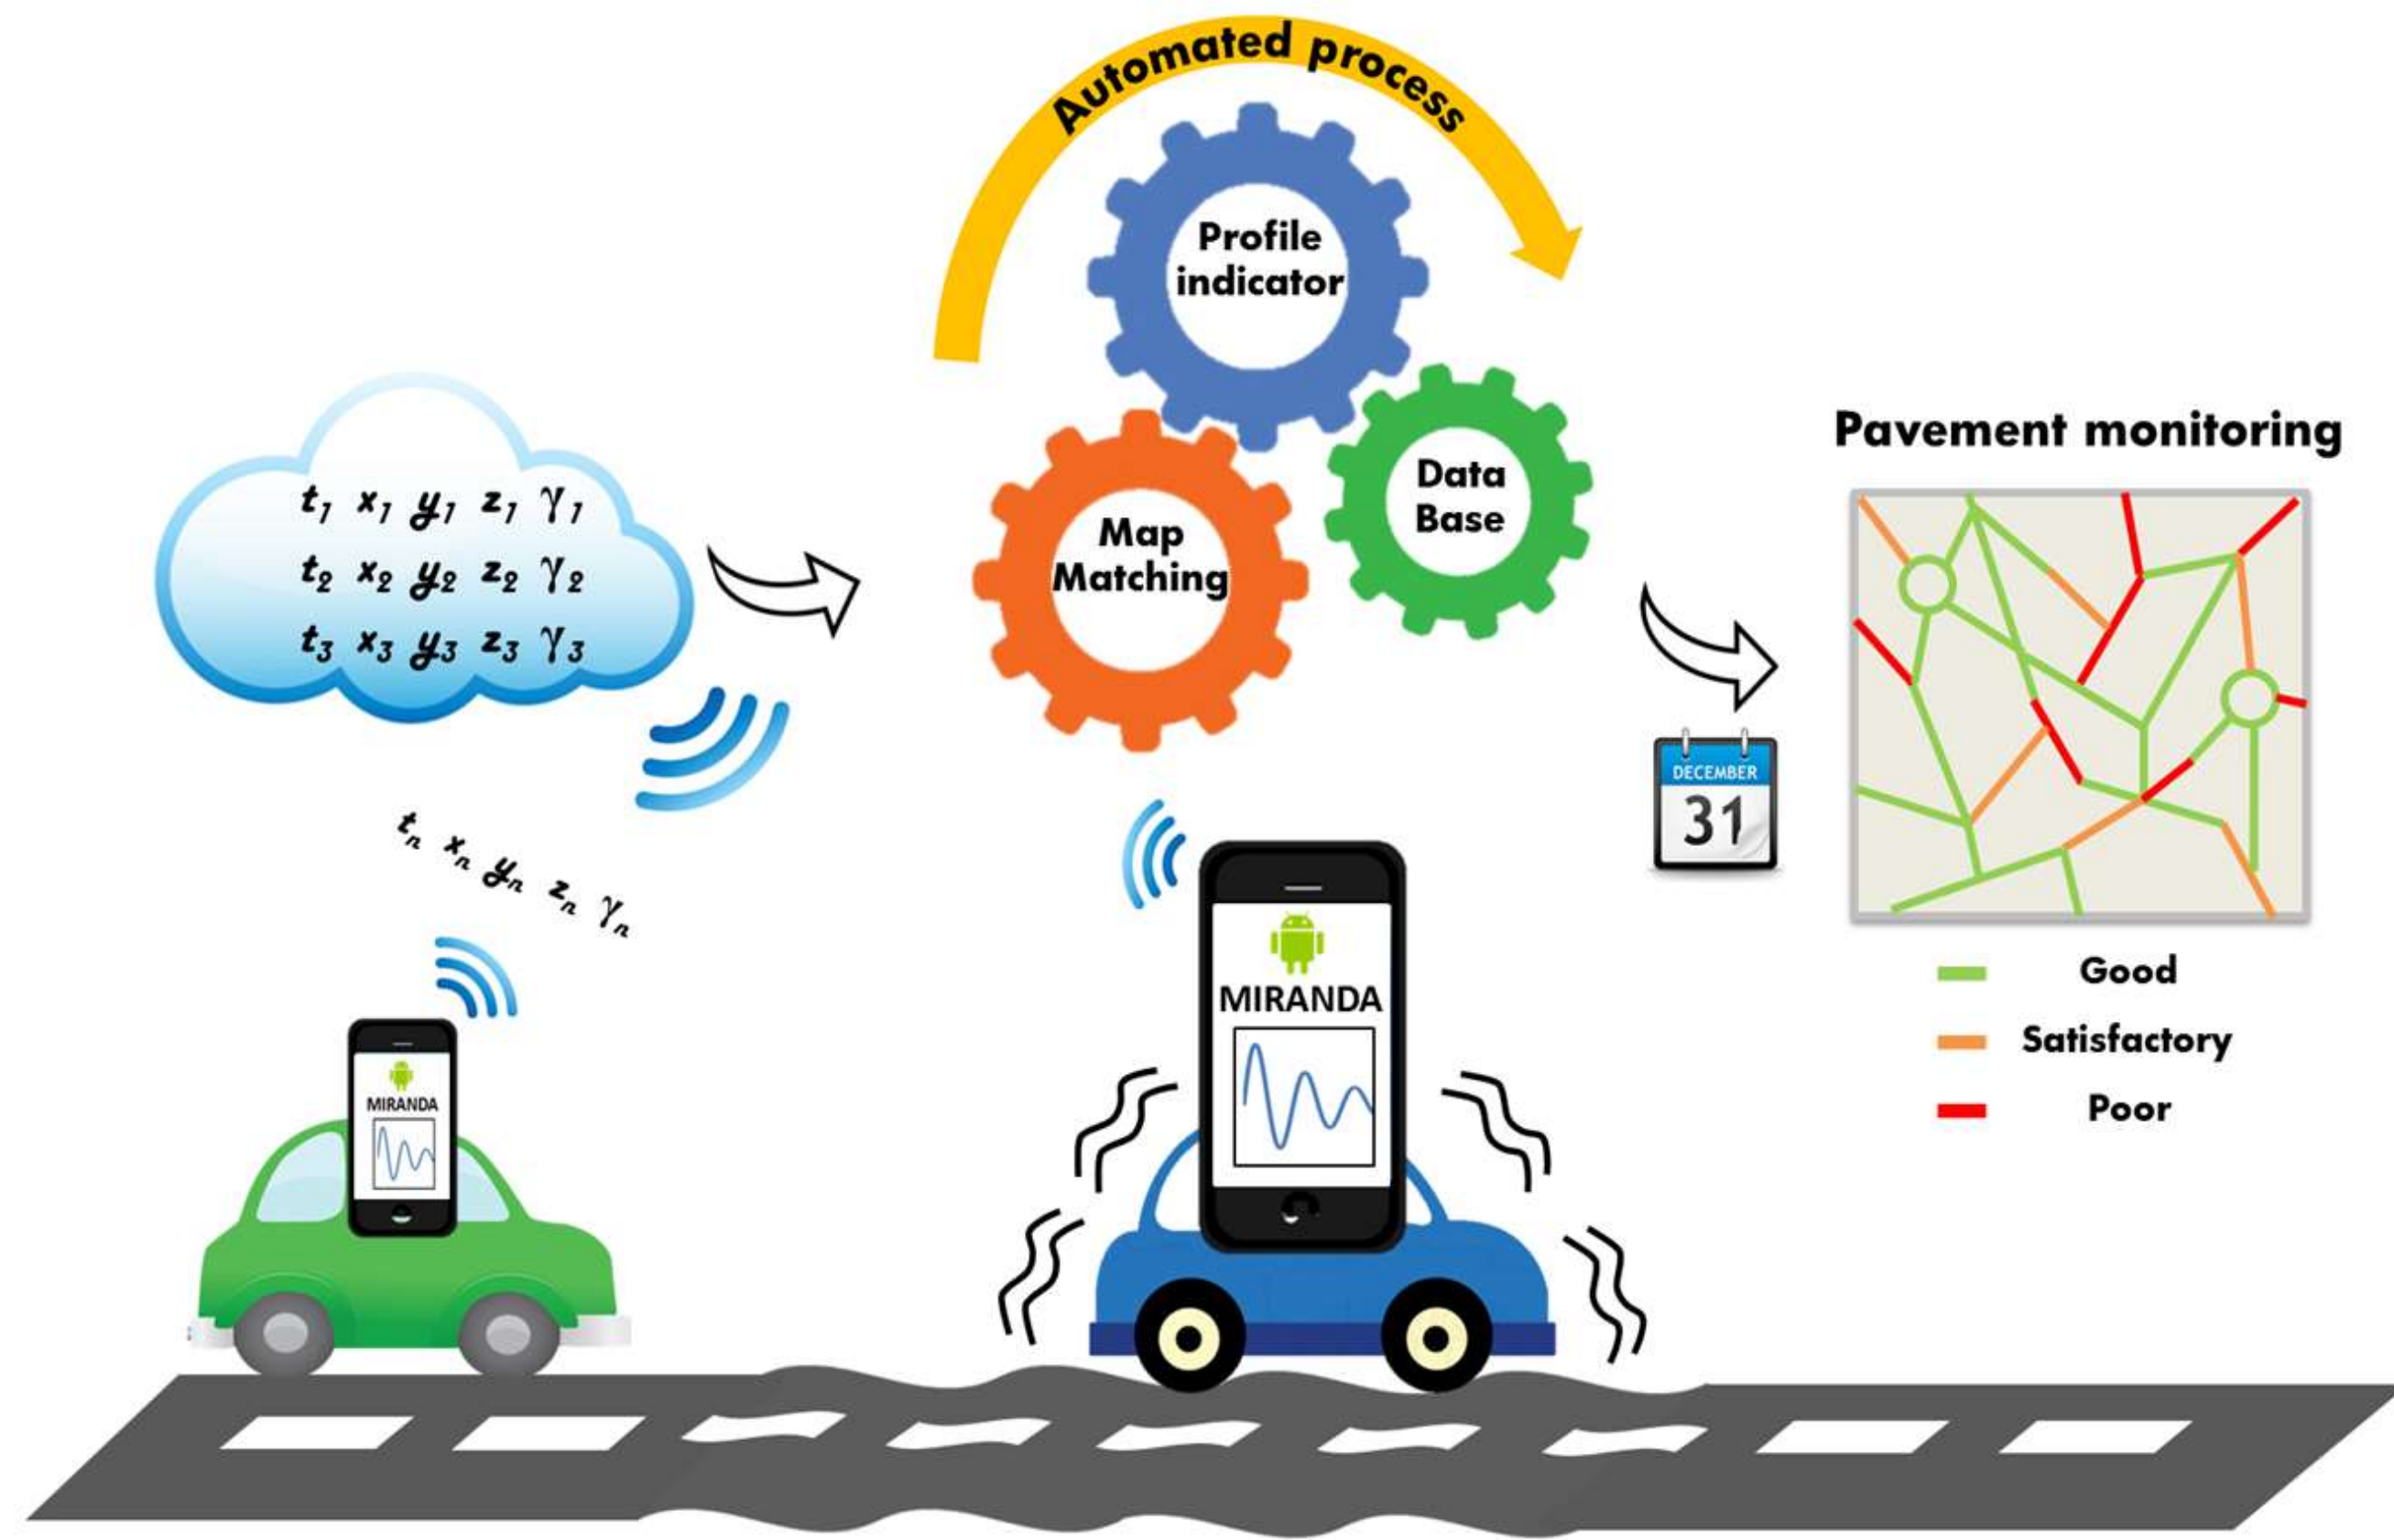 Automated process
Profile
indicator
Data
Base
Map
Matching
t₁ x₁ y₁ z₁ γ₁
t₂ x₂ y₂ z₂ γ₂
t₃ x₃ y₃ z₃ γ₃
tₙ xₙ yₙ zₙ γₙ
MIRANDA
MIRANDA
DECEMBER
31
Pavement monitoring
Good
Satisfactory
Poor